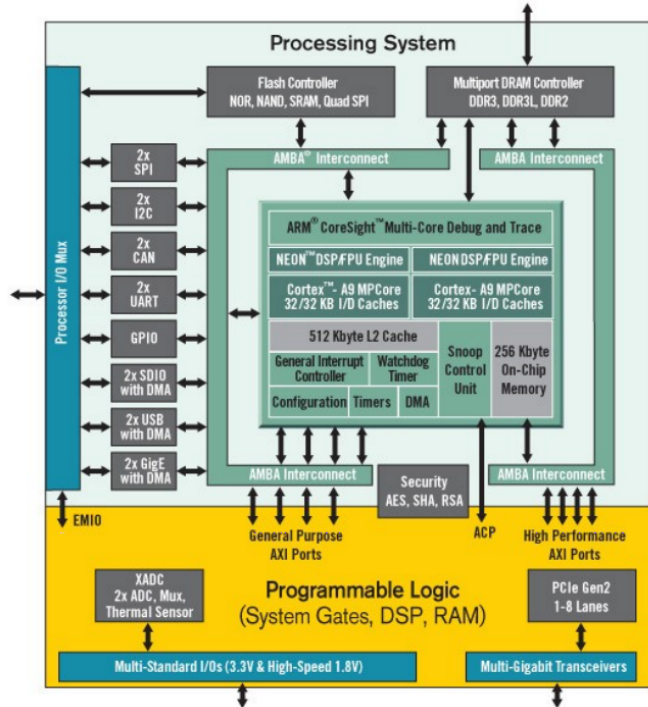 Processing System
Flash Controller
NOR, NAND, SRAM, Quad SPI
Multiport DRAM Controller
DDR3, DDR3L, DDR2
Processor I/O Mux
2x
SPI
2x
I2C
2x
CAN
2x
UART
GPIO
2x SDIO
with DMA
2x USB
with DMA
2x GigE
with DMA
AMBA® Interconnect
AMBA Interconnect
ARM® CoreSight™ Multi-Core Debug and Trace
NEON™ DSP/FPU Engine
NEON DSP/FPU Engine
Cortex™- A9 MPCore
32/32 KB I/D Caches
Cortex- A9 MPCore
32/32 KB I/D Caches
512 Kbyte L2 Cache
General Interrupt
Controller
Watchdog
Timer
Configuration
Timers
DMA
Snoop
Control
Unit
256 Kbyte
On-Chip
Memory
AMBA Interconnect
Security
AES, SHA, RSA
AMBA Interconnect
EMIO
General Purpose
AXI Ports
ACP
High Performance
AXI Ports
XADC
2x ADC, Mux,
Thermal Sensor
Programmable Logic
(System Gates, DSP, RAM)
PCIe Gen2
1-8 Lanes
Multi-Standard I/Os (3.3V & High-Speed 1.8V)
Multi-Gigabit Transceivers